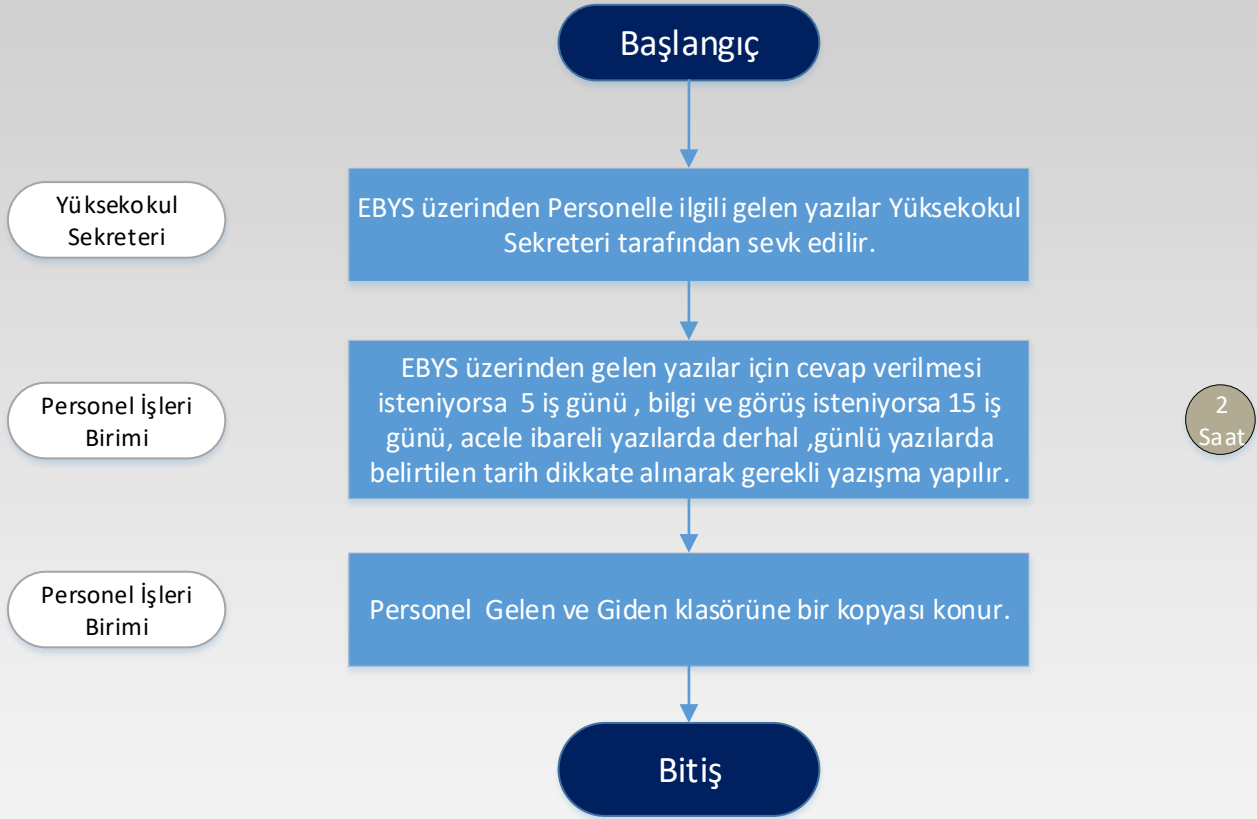 Başlangıç
Yüksekokul
Sekreteri
EBYS üzerinden Personelle ilgili gelen yazılar Yüksekokul
Sekreteri tarafından sevk edilir.
Personel İşleri
Birimi
EBYS üzerinden gelen yazılar için cevap verilmesi
isteniyorsa 5 iş günü , bilgi ve görüş isteniyorsa 15 iş
günü, acele ibareli yazılarda derhal ,günlü yazılarda
belirtilen tarih dikkate alınarak gerekli yazışma yapılır.
2
Saat
Personel İşleri
Birimi
Personel Gelen ve Giden klasörüne bir kopyası konur.
Bitiş